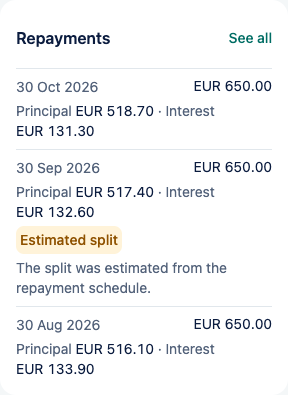 Repayments See all
30 Oct 2026 EUR 650.00
Principal EUR 518.70 · Interest
EUR 131.30
30 Sep 2026 EUR 650.00
Principal EUR 517.40 · Interest
EUR 132.60
Estimated split
The split was estimated from the
repayment schedule.
30 Aug 2026 EUR 650.00
Principal EUR 516.10 · Interest
EUR 133.90